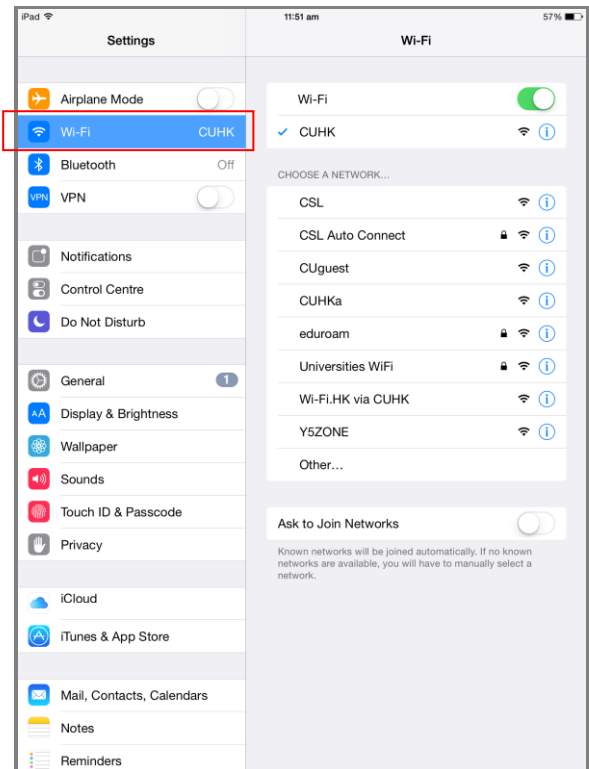 iPad 11:51 am 57%
Settings
Wi-Fi
Airplane Mode
Wi-Fi CUHK
Bluetooth Off
VPN VPN
Notifications
Control Centre
Do Not Disturb
General 1
AA Display & Brightness
Wallpaper
Sounds
Touch ID & Passcode
Privacy
iCloud
iTunes & App Store
Mail, Contacts, Calendars
Notes
Reminders
Wi-Fi
CUHK
CHOOSE A NETWORK...
CSL
CSL Auto Connect
CUguest
CUHKa
eduroam
Universities WiFi
Wi-Fi.HK via CUHK
Y5ZONE
Other...
Ask to Join Networks
Known networks will be joined automatically. If no known
networks are available, you will have to manually select a
network.